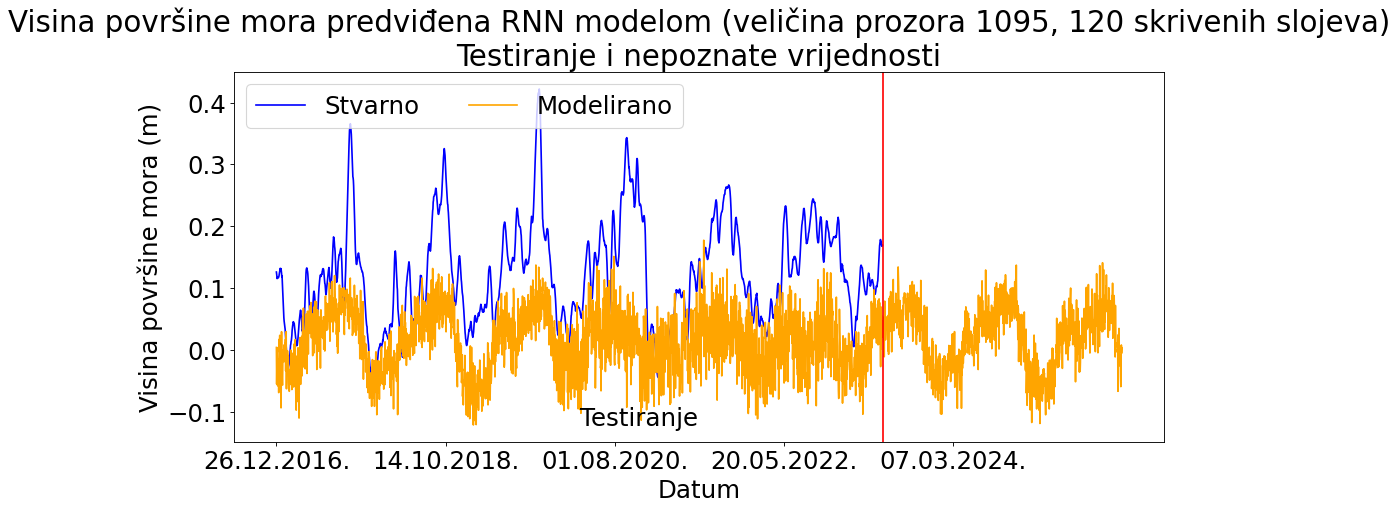 Visina površine mora predviđena RNN modelom (veličina prozora 1095, 120 skrivenih slojeva)
Testiranje i nepoznate vrijednosti
Stvarno
Modelirano
Visina površine mora (m)
0.4
0.3
0.2
0.1
0.0
−0.1
Testiranje
26.12.2016.
14.10.2018.
01.08.2020.
20.05.2022.
07.03.2024.
Datum